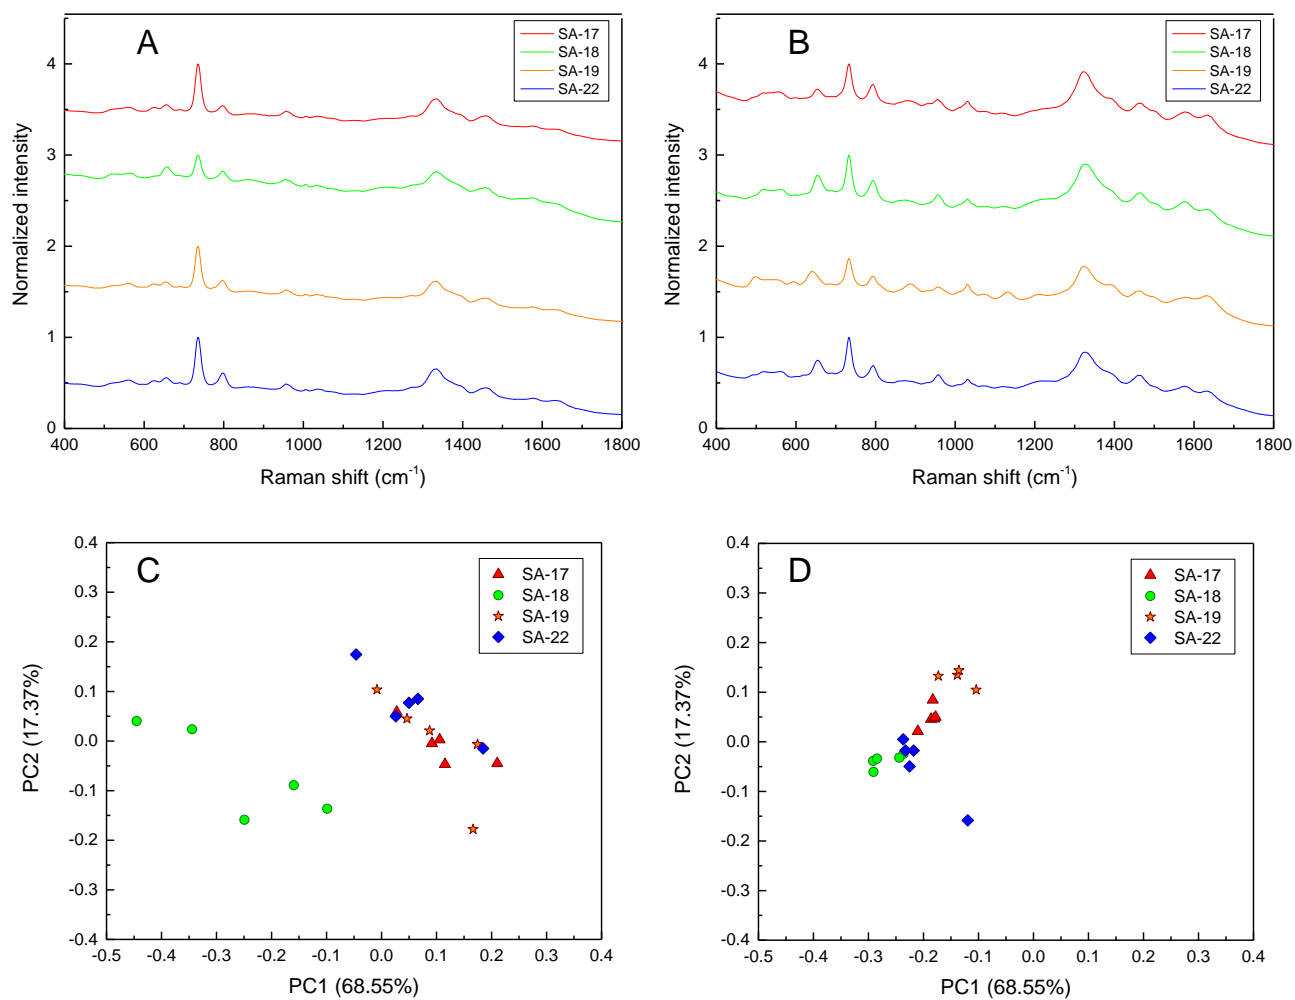 A
SA-17
SA-18
SA-19
SA-22
4
3
2
1
0
Normalized intensity
400 600 800 1000 1200 1400 1600 1800
Raman shift (cm⁻¹)
B
SA-17
SA-18
SA-19
SA-22
4
3
2
1
0
Normalized intensity
400 600 800 1000 1200 1400 1600 1800
Raman shift (cm⁻¹)
C
SA-17
SA-18
SA-19
SA-22
0.4
0.3
0.2
0.1
0.0
-0.1
-0.2
-0.3
-0.4
PC2 (17.37%)
-0.5 -0.4 -0.3 -0.2 -0.1 0.0 0.1 0.2 0.3 0.4
PC1 (68.55%)
D
SA-17
SA-18
SA-19
SA-22
0.4
0.3
0.2
0.1
0.0
-0.1
-0.2
-0.3
-0.4
PC2 (17.37%)
-0.5 -0.4 -0.3 -0.2 -0.1 0.0 0.1 0.2 0.3 0.4
PC1 (68.55%)